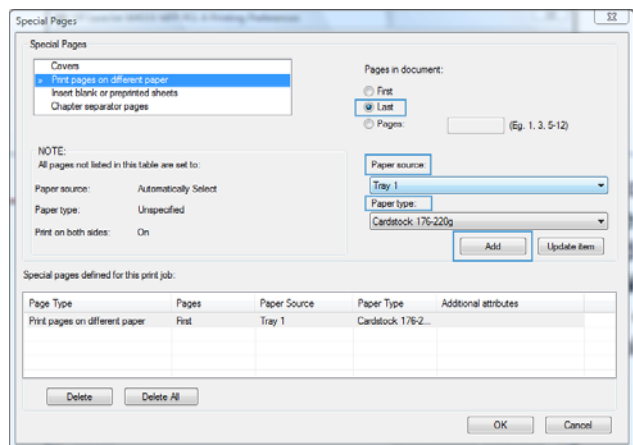 Special Pages
Special Pages
Covers
» Print pages on different paper
Insert blank or preprinted sheets
Chapter separator pages
Pages in document:
First
Last
Pages:
(Eg. 1, 3, 5-12)
NOTE:
All pages not listed in this table are set to:
Paper source: Automatically Select
Paper type: Unspecified
Print on both sides: On
Paper source:
Tray 1
Paper type:
Cardstock 176-220g
Add Update item
Special pages defined for this print job:
Page Type Pages Paper Source Paper Type Additional attributes
Print pages on different paper First Tray 1 Cardstock 176-2...
Delete Delete All
OK Cancel